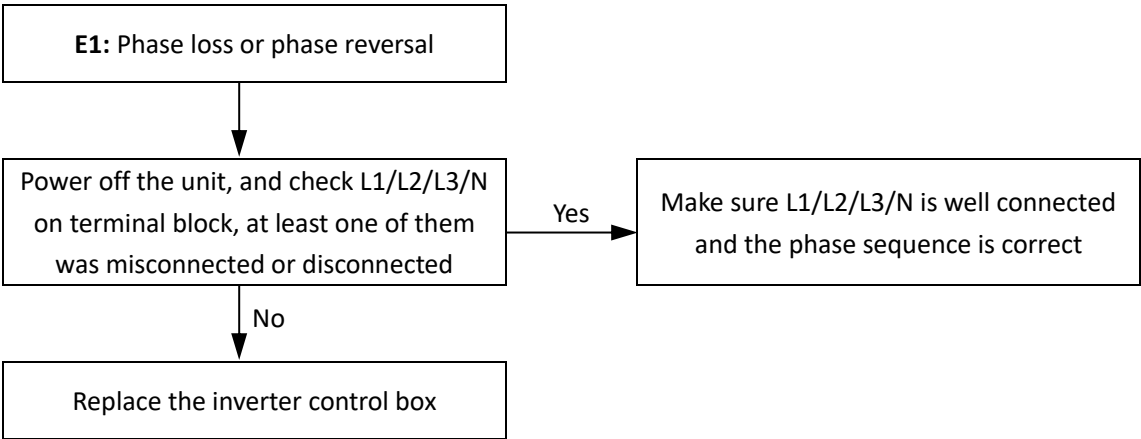 E1: Phase loss or phase reversal
Power off the unit, and check L1/L2/L3/N
on terminal block, at least one of them
was misconnected or disconnected
Yes
Make sure L1/L2/L3/N is well connected
and the phase sequence is correct
No
Replace the inverter control box